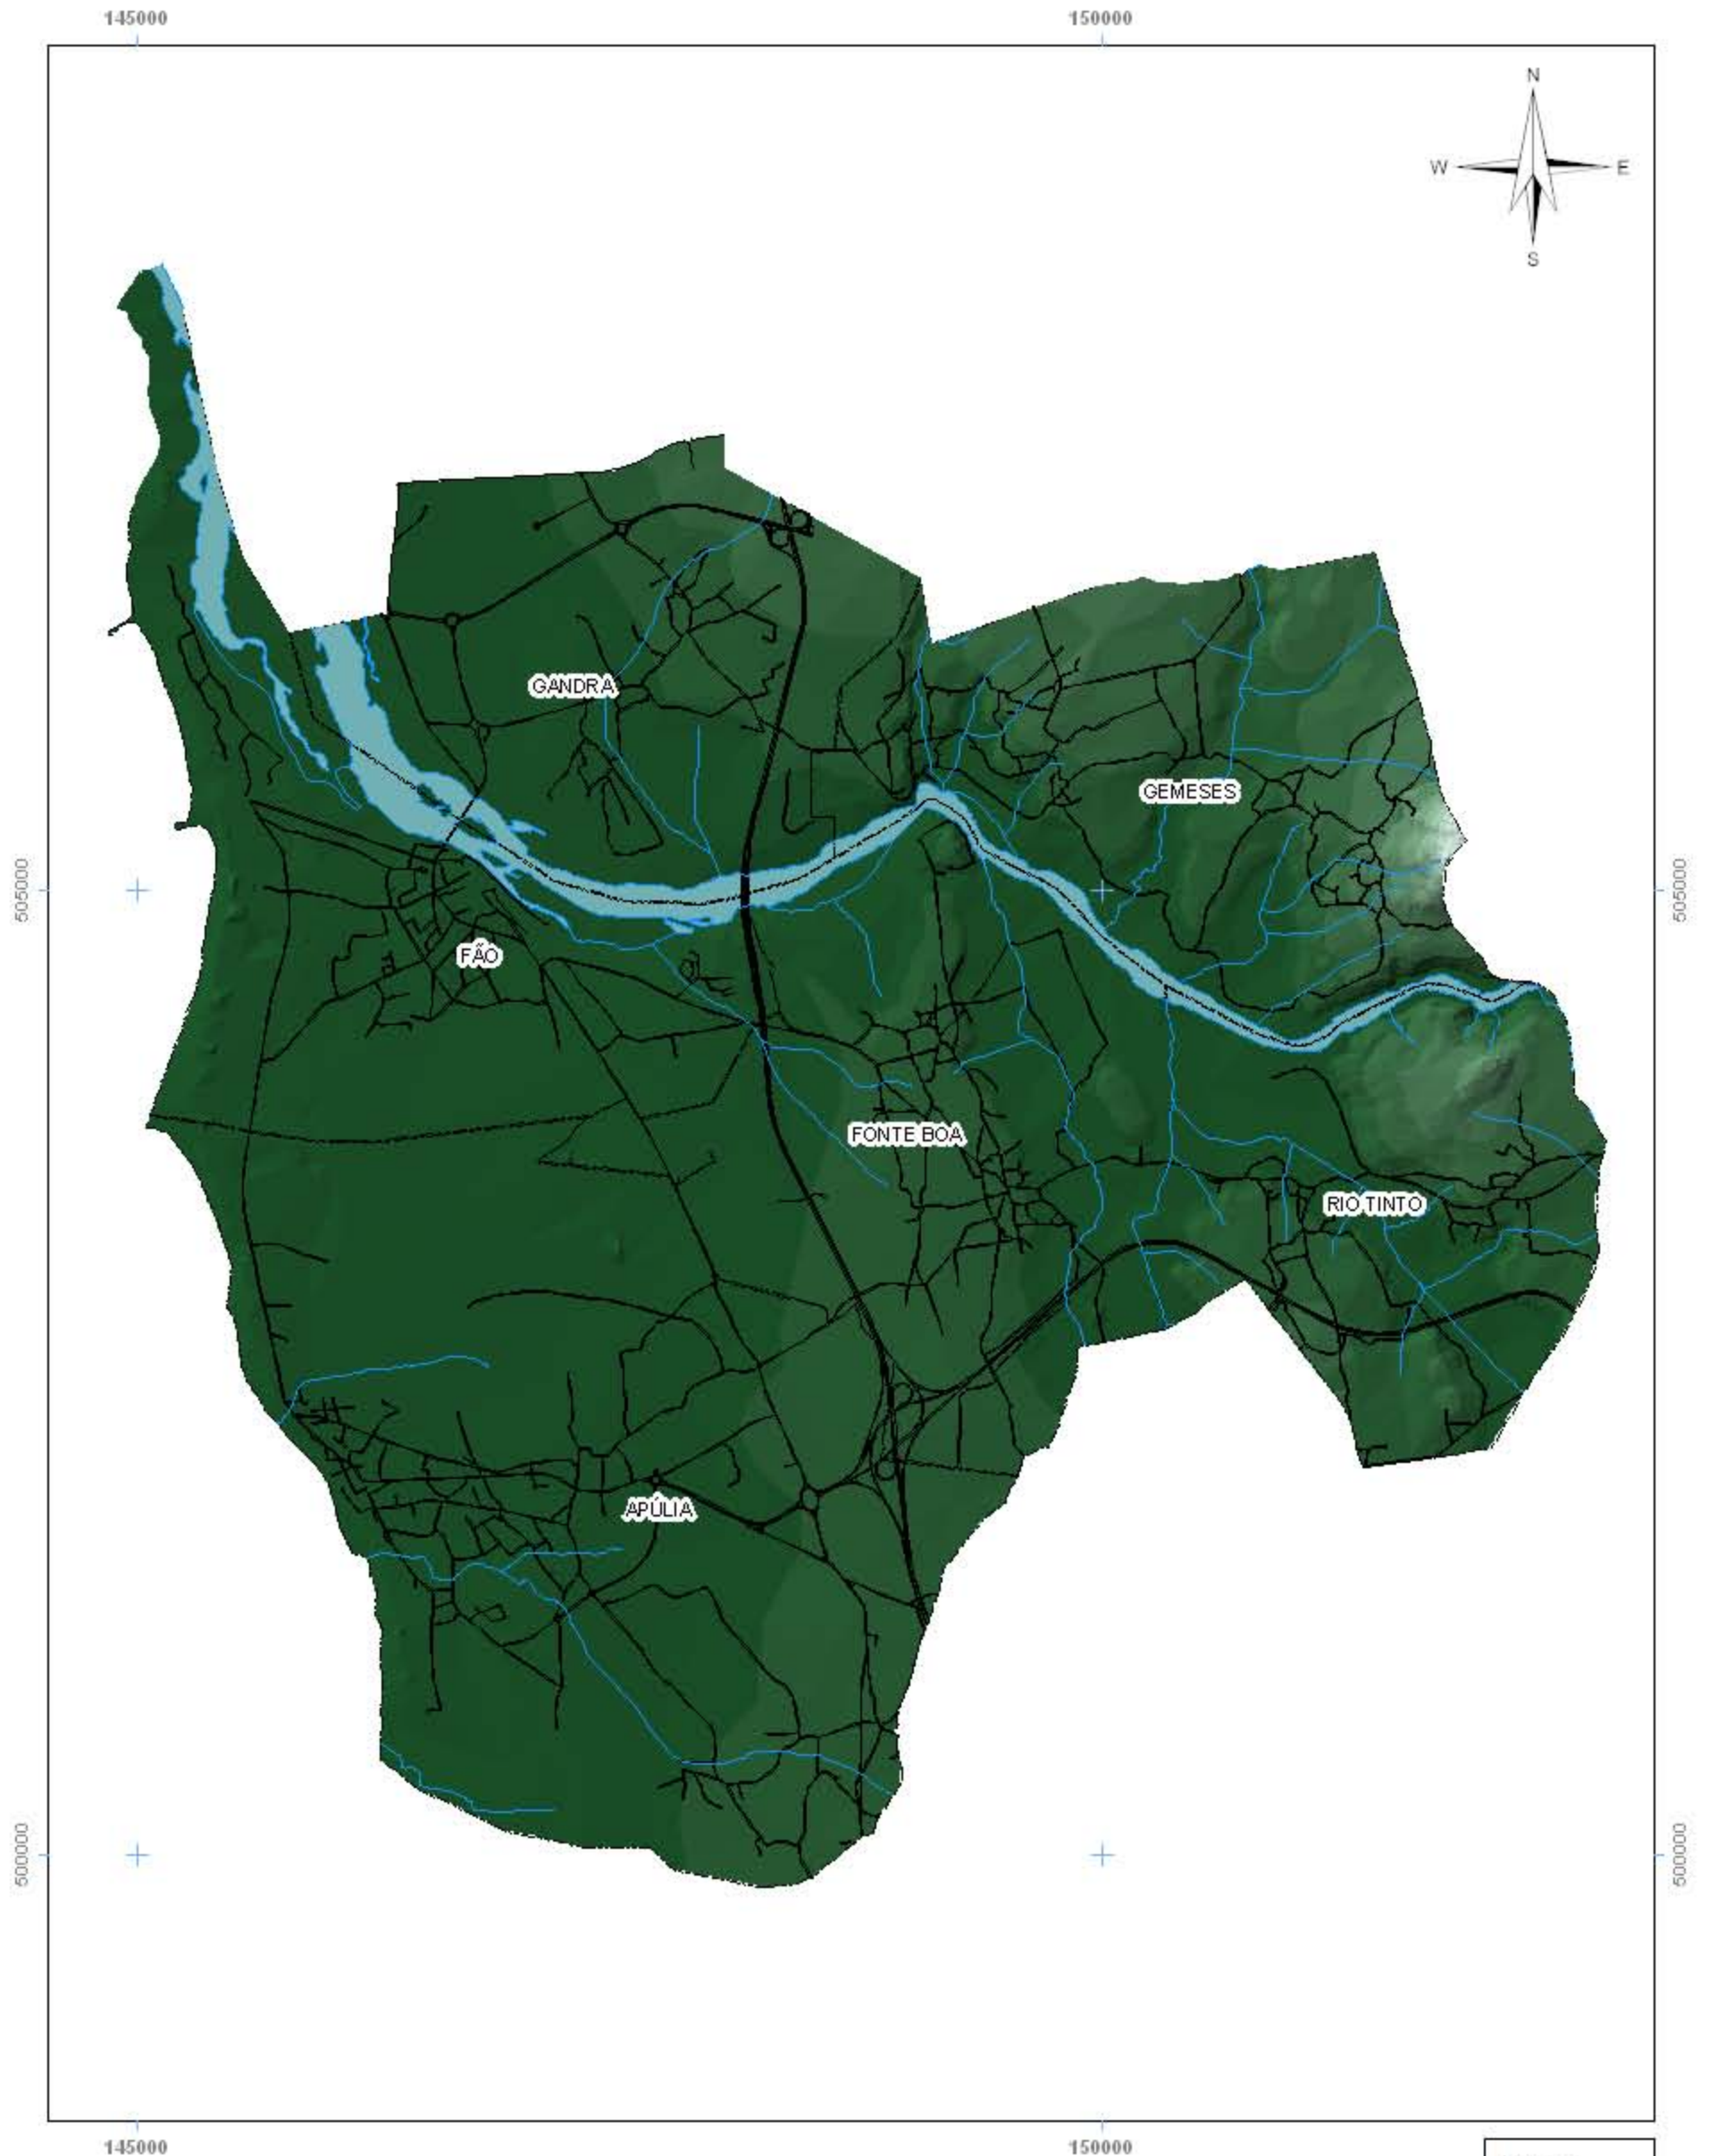 145000 150000
N
W E
S
GANDRA
GEMESES
505000 505000
FÃO
FONTE BOA
RIO TINTO
APÚLIA
500000 500000
145000 150000